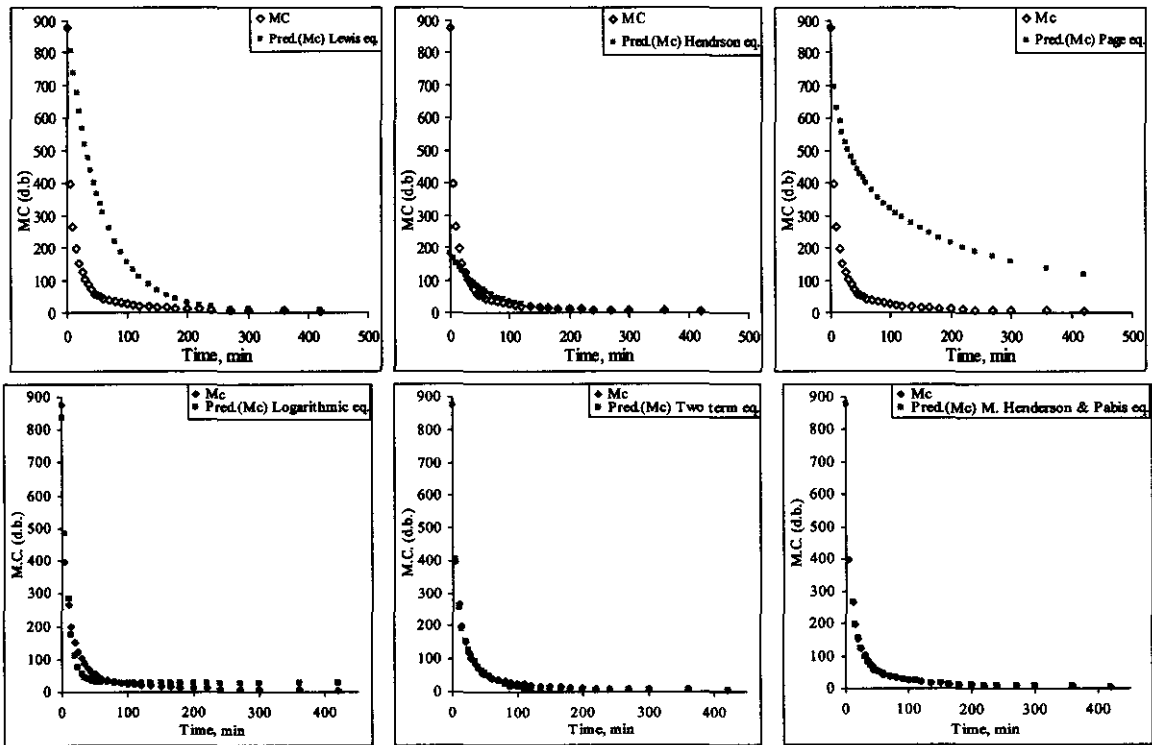 MC
Pred.(Mc) Lewis eq.
900
800
700
600
500
400
300
200
100
0
MC (d.b)
0 100 200 300 400 500
Time, min
MC
Pred.(Mc) Hendrson eq.
900
800
700
600
500
400
300
200
100
0
MC (d.b)
0 100 200 300 400 500
Time, min
Mc
Pred.(Mc) Page eq.
900
800
700
600
500
400
300
200
100
0
MC (d.b)
0 100 200 300 400 500
Time, min
Mc
Pred.(Mc) Logarithmic eq.
900
800
700
600
500
400
300
200
100
0
M.C. (d.b.)
0 100 200 300 400
Time, min
Mc
Pred.(Mc) Two term eq.
900
800
700
600
500
400
300
200
100
0
M.C. (d.b.)
0 100 200 300 400
Time, min
Mc
Pred.(Mc) M. Henderson & Pabis eq.
900
800
700
600
500
400
300
200
100
0
M.C. (d.b.)
0 100 200 300 400
Time, min